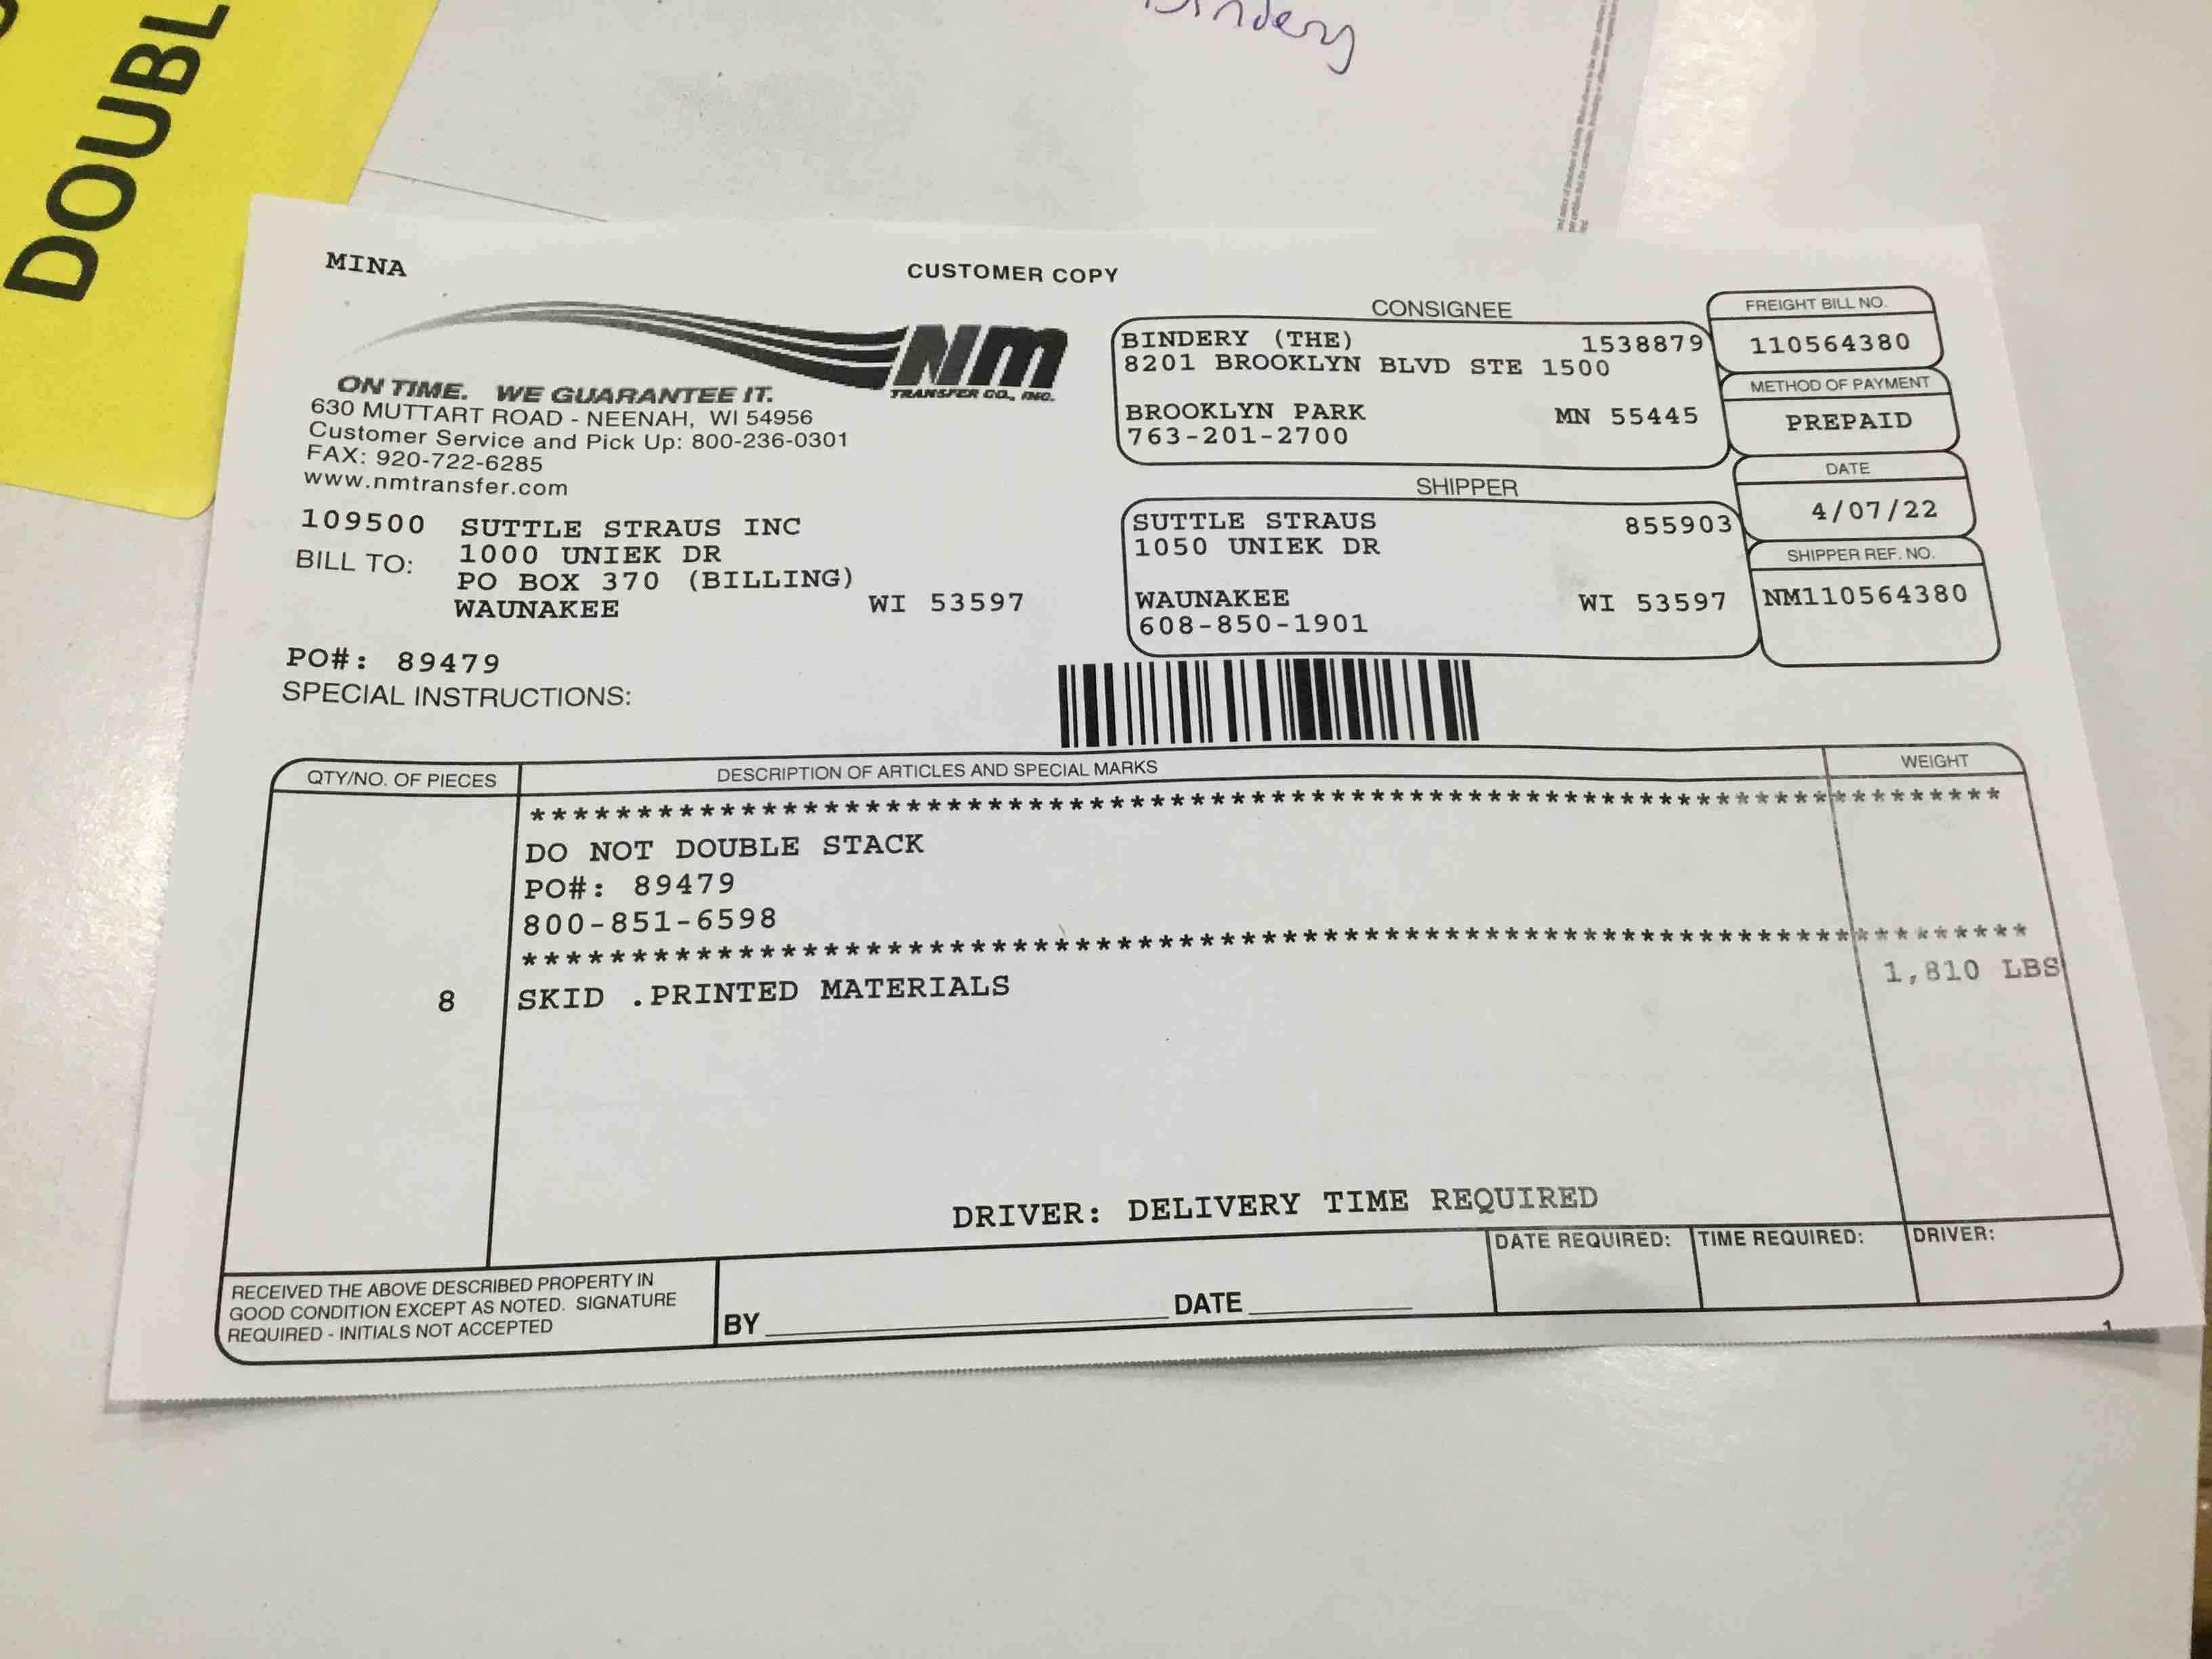 DOUBL
Bindery
MINA
CUSTOMER COPY
NM
TRANSFER CO., INC.
ON TIME. WE GUARANTEE IT.
630 MUTTART ROAD - NEENAH, WI 54956
Customer Service and Pick Up: 800-236-0301
FAX: 920-722-6285
www.nmtransfer.com
CONSIGNEE
BINDERY (THE) 1538879
8201 BROOKLYN BLVD STE 1500
BROOKLYN PARK MN 55445
763-201-2700
FREIGHT BILL NO.
110564380
METHOD OF PAYMENT
PREPAID
DATE
4/07/22
SHIPPER REF. NO.
NM110564380
109500 SUTTLE STRAUS INC
BILL TO: 1000 UNIEK DR
PO BOX 370 (BILLING)
WAUNAKEE WI 53597
SHIPPER
SUTTLE STRAUS 855903
1050 UNIEK DR
WAUNAKEE WI 53597
608-850-1901
PO#: 89479
SPECIAL INSTRUCTIONS:
QTY/NO. OF PIECES DESCRIPTION OF ARTICLES AND SPECIAL MARKS WEIGHT
DO NOT DOUBLE STACK
PO#: 89479
800-851-6598
8 SKID .PRINTED MATERIALS 1,810 LBS
DRIVER: DELIVERY TIME REQUIRED
RECEIVED THE ABOVE DESCRIBED PROPERTY IN
GOOD CONDITION EXCEPT AS NOTED. SIGNATURE
REQUIRED - INITIALS NOT ACCEPTED
BY DATE
DATE REQUIRED: TIME REQUIRED: DRIVER:
1